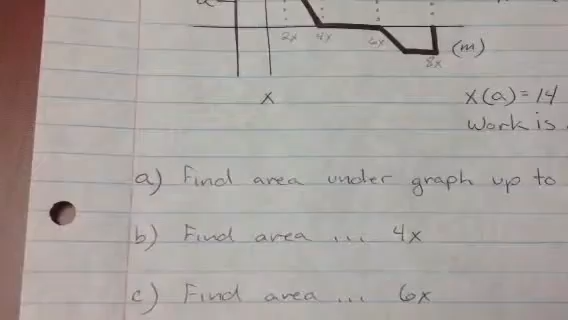 2x 4x 6x 8x (m)
x x(a)=14
Work is
a) Find area under graph up to
b) Find area ... 4x
c) Find area ... 6x